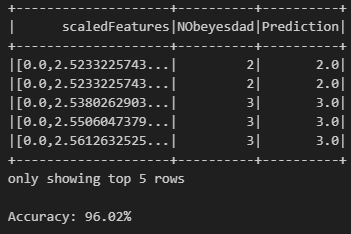 +--------------------+----------+----------+
|      scaledFeatures|NObeyesdad|Prediction|
+--------------------+----------+----------+
|[0.0,2.5233225743...|         2|       2.0|
|[0.0,2.5233225743...|         2|       2.0|
|[0.0,2.5380262903...|         3|       3.0|
|[0.0,2.5506047379...|         3|       3.0|
|[0.0,2.5612632525...|         3|       3.0|
+--------------------+----------+----------+
only showing top 5 rows
Accuracy: 96.02%